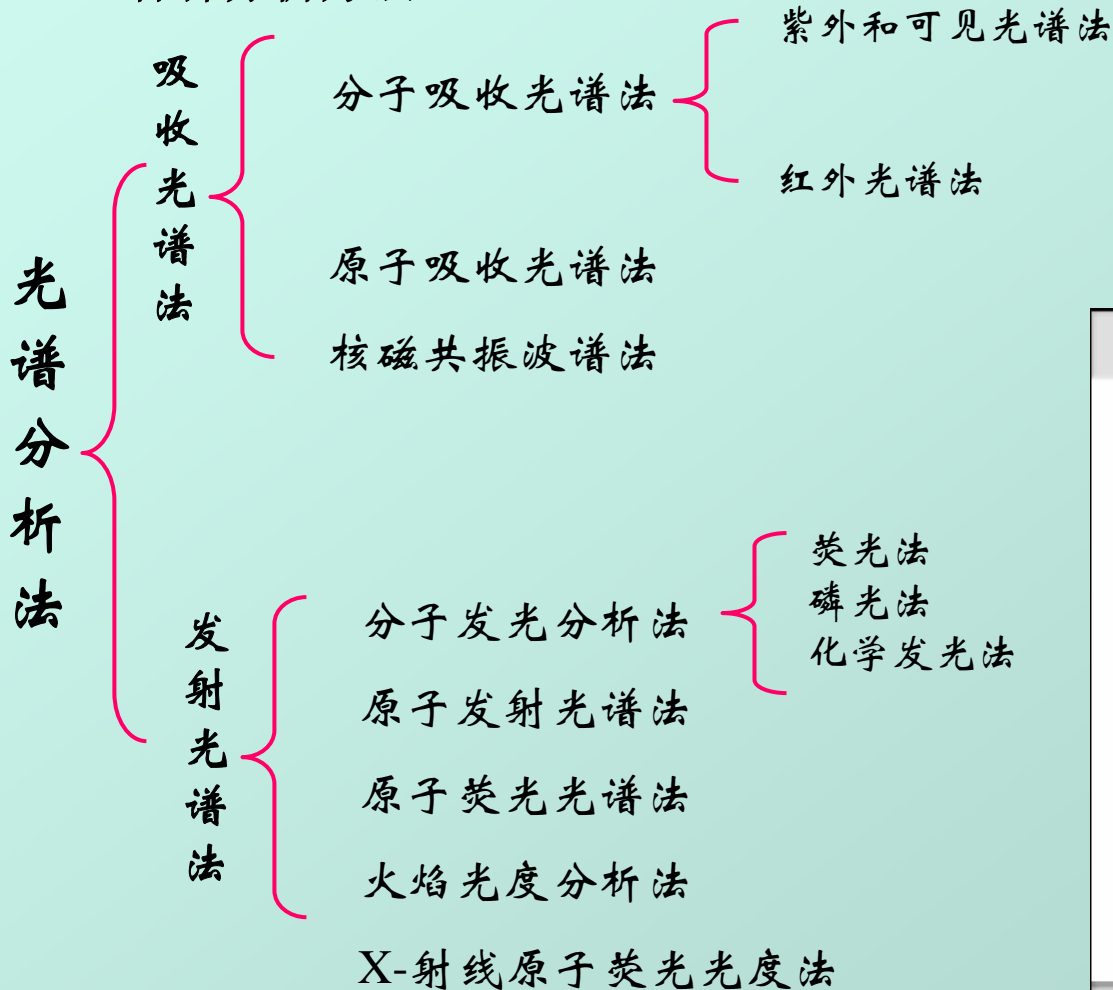 光谱分析法
吸收光谱法
分子吸收光谱法
紫外和可见光谱法
红外光谱法
原子吸收光谱法
核磁共振波谱法
发射光谱法
分子发光分析法
荧光法
磷光法
化学发光法
原子发射光谱法
原子荧光光谱法
火焰光度分析法
X-射线原子荧光光度法